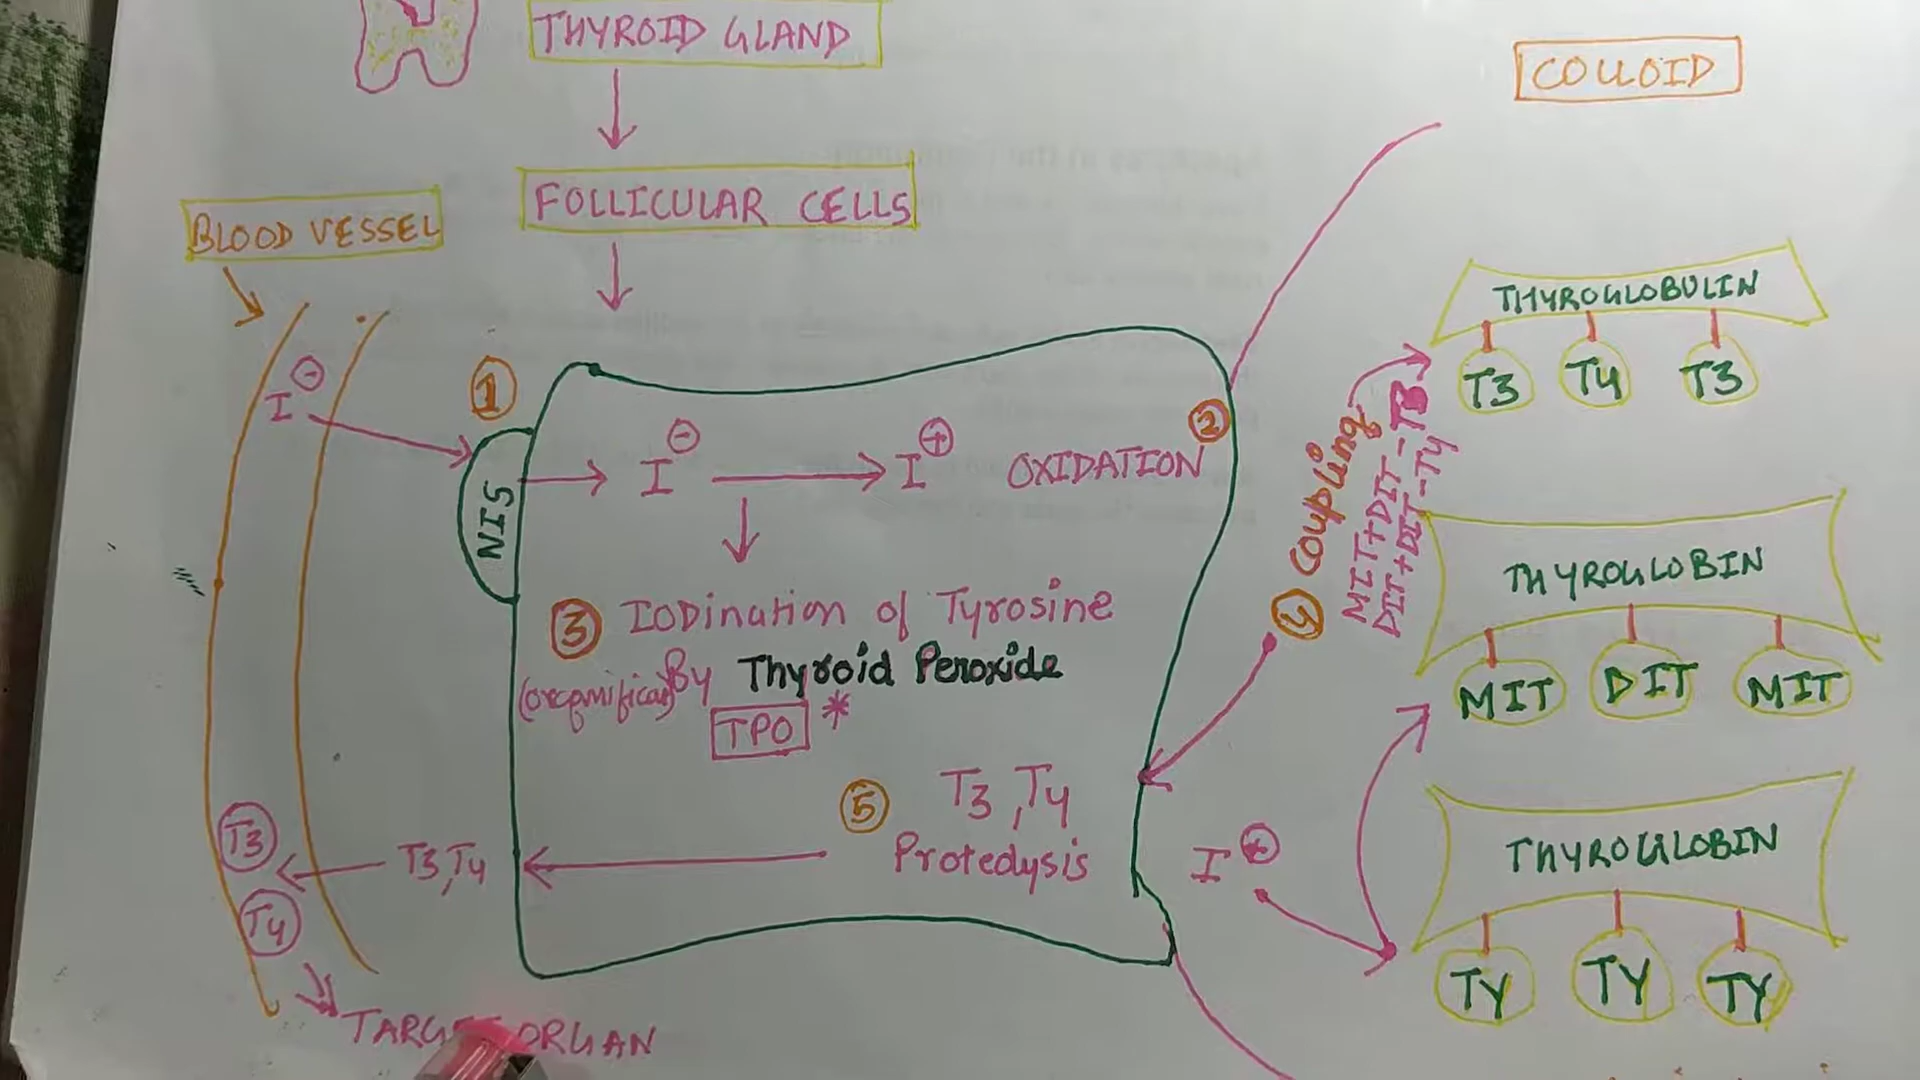 THYROID GLAND
COLLOID
FOLLICULAR CELLS
BLOOD VESSEL
THYROGLOBULIN
T3 T4 T3
I⊖
1
NIS
I⊖ I⊕ OXIDATION 2
4 Coupling
MIT+DIT-T3
DIT+DIT-T4
3 IODination of Tyrosine
By Thyroid Peroxide
TPO *
THYROGLOBIN
MIT DIT MIT
5 T3, T4
Proteolysis
T3, T4
T3
T4
I⊕
THYROGLOBIN
TY TY TY
TARGET ORGAN